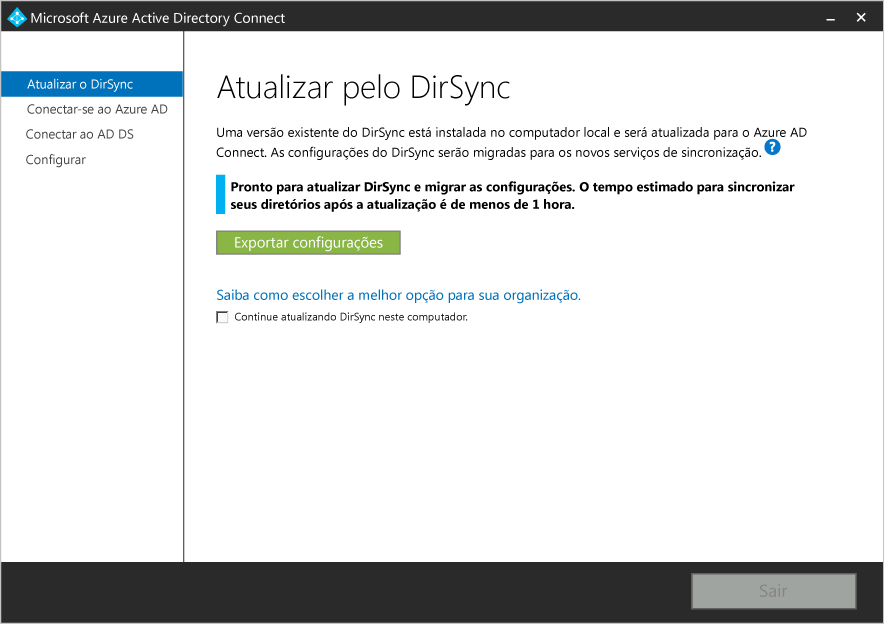 Microsoft Azure Active Directory Connect
Atualizar o DirSync
Conectar-se ao Azure AD
Conectar ao AD DS
Configurar
Atualizar pelo DirSync
Uma versão existente do DirSync está instalada no computador local e será atualizada para o Azure AD
Connect. As configurações do DirSync serão migradas para os novos serviços de sincronização. ?
Pronto para atualizar DirSync e migrar as configurações. O tempo estimado para sincronizar
seus diretórios após a atualização é de menos de 1 hora.
Exportar configurações
Saiba como escolher a melhor opção para sua organização.
Continue atualizando DirSync neste computador.
Sair